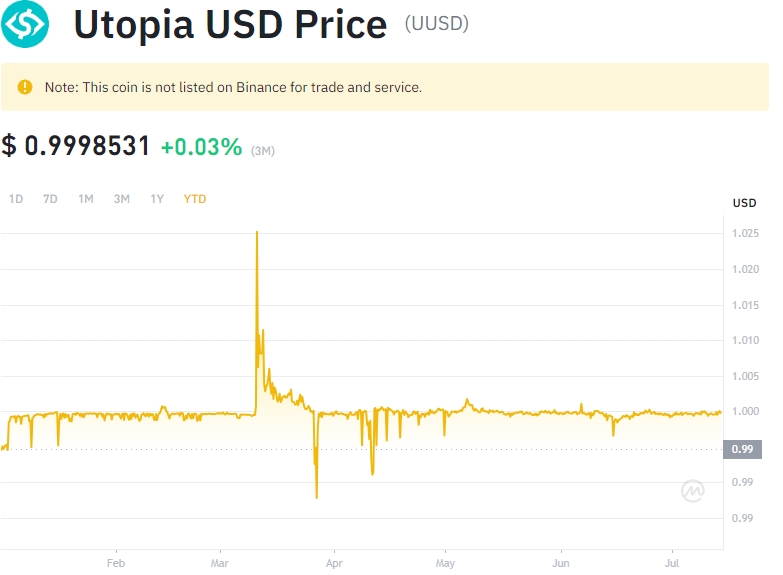 Utopia USD Price (UUSD)
Note: This coin is not listed on Binance for trade and service.
$ 0.9998531 +0.03% (3M)
1D 7D 1M 3M 1Y YTD
USD
1.025
1.020
1.015
1.010
1.005
1.000
0.99
0.99
0.99
Feb Mar Apr May Jun Jul